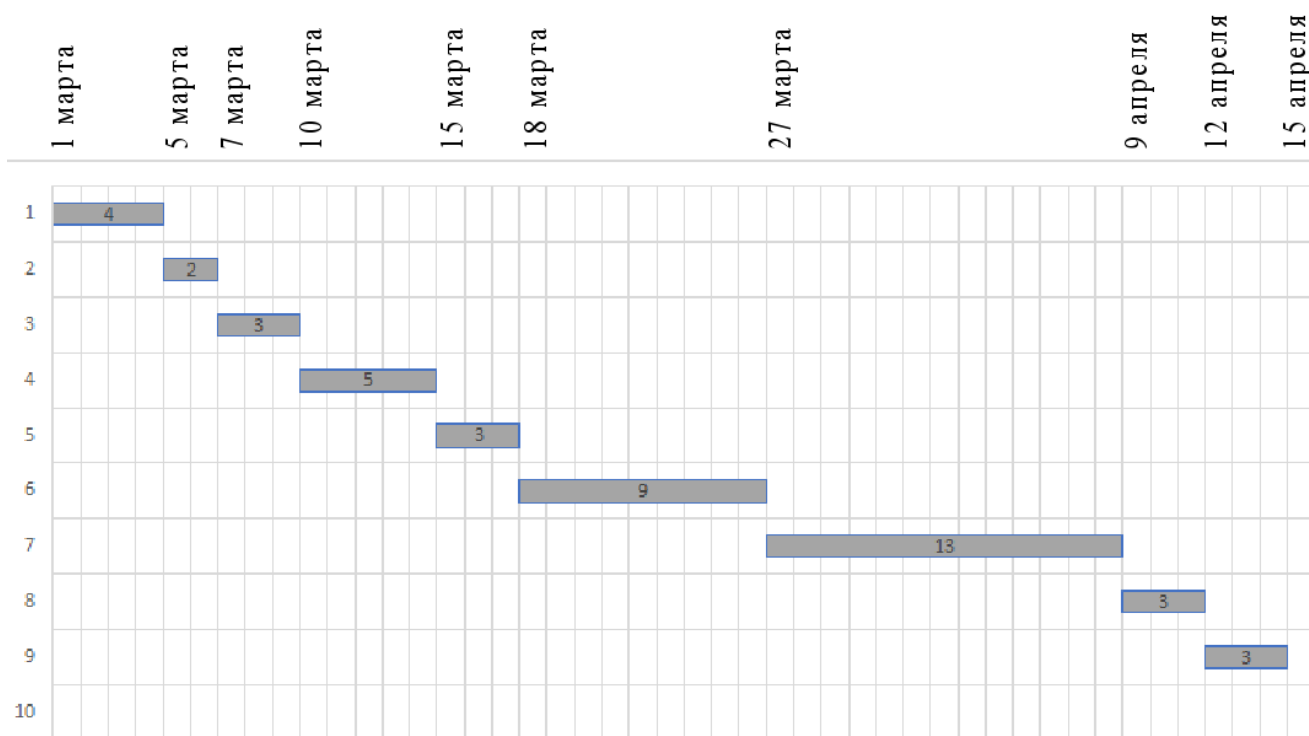 1 марта
5 марта
7 марта
10 марта
15 марта
18 марта
27 марта
9 апреля
12 апреля
15 апреля
1 4
2 2
3 3
4 5
5 3
6 9
7 13
8 3
9 3
10